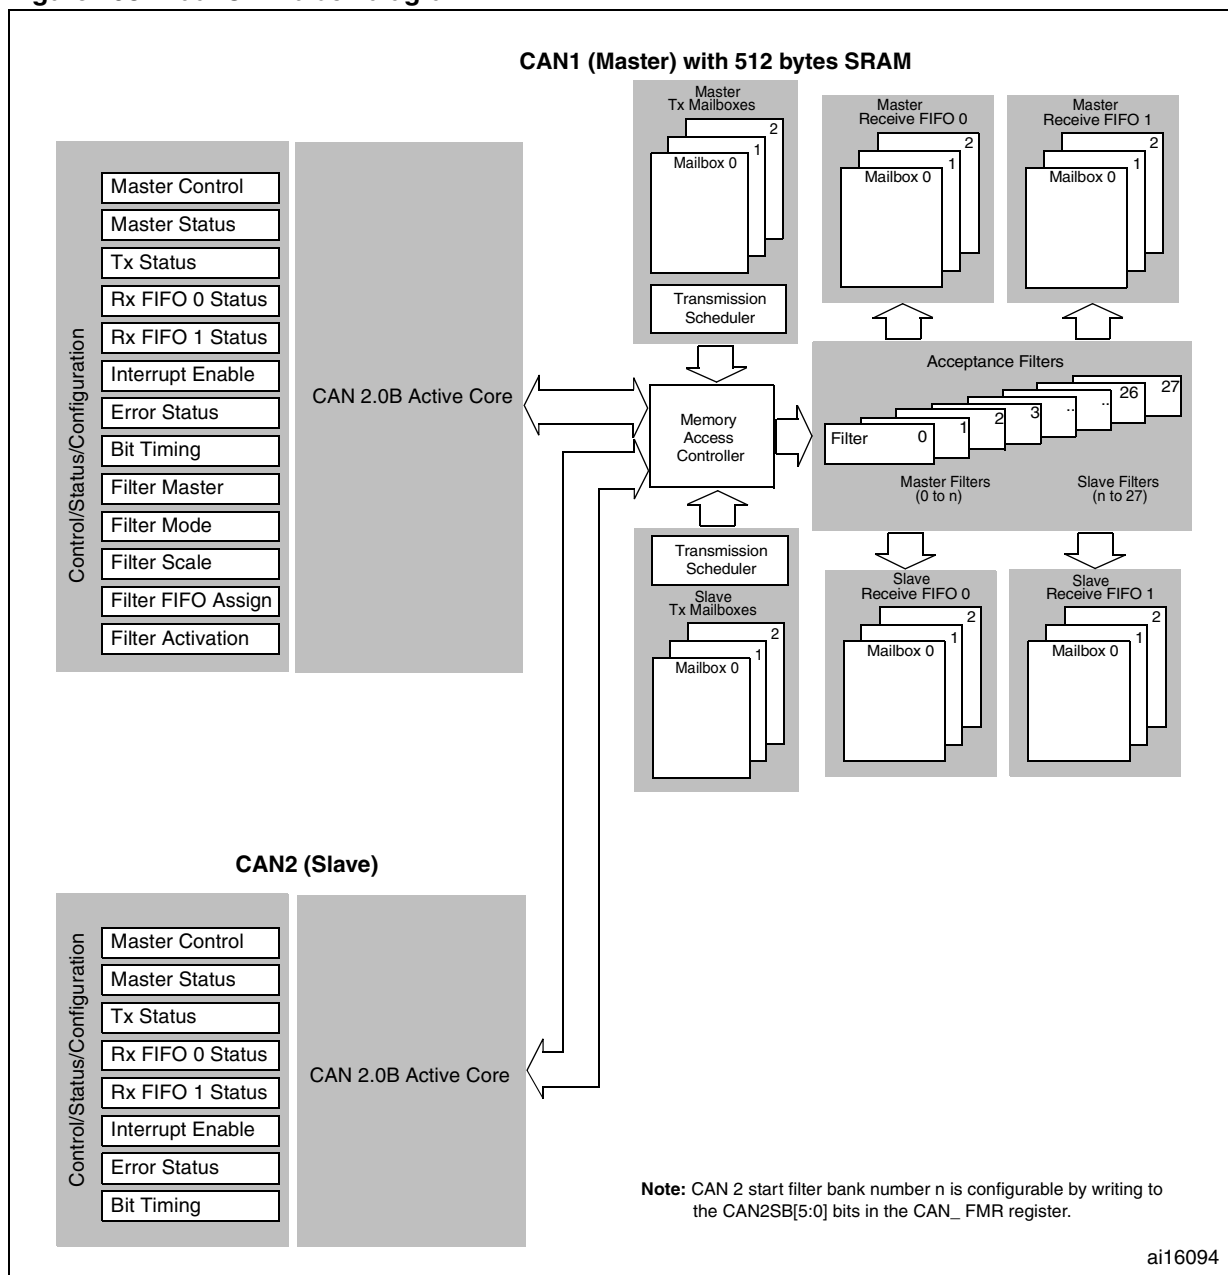 CAN1 (Master) with 512 bytes SRAM
Control/Status/Configuration
Master Control
Master Status
Tx Status
Rx FIFO 0 Status
Rx FIFO 1 Status
Interrupt Enable
Error Status
Bit Timing
Filter Master
Filter Mode
Filter Scale
Filter FIFO Assign
Filter Activation
CAN 2.0B Active Core
Master
Tx Mailboxes
2
1
Mailbox 0
Transmission
Scheduler
Master
Receive FIFO 0
2
1
Mailbox 0
Master
Receive FIFO 1
2
1
Mailbox 0
Memory
Access
Controller
Acceptance Filters
Filter 0
1
2
3
..
..
26
27
Master Filters
(0 to n)
Slave Filters
(n to 27)
Transmission
Scheduler
Slave
Tx Mailboxes
2
1
Mailbox 0
Slave
Receive FIFO 0
2
1
Mailbox 0
Slave
Receive FIFO 1
2
1
Mailbox 0
CAN2 (Slave)
Control/Status/Configuration
Master Control
Master Status
Tx Status
Rx FIFO 0 Status
Rx FIFO 1 Status
Interrupt Enable
Error Status
Bit Timing
CAN 2.0B Active Core
Note: CAN 2 start filter bank number n is configurable by writing to
the CAN2SB[5:0] bits in the CAN_ FMR register.
ai16094